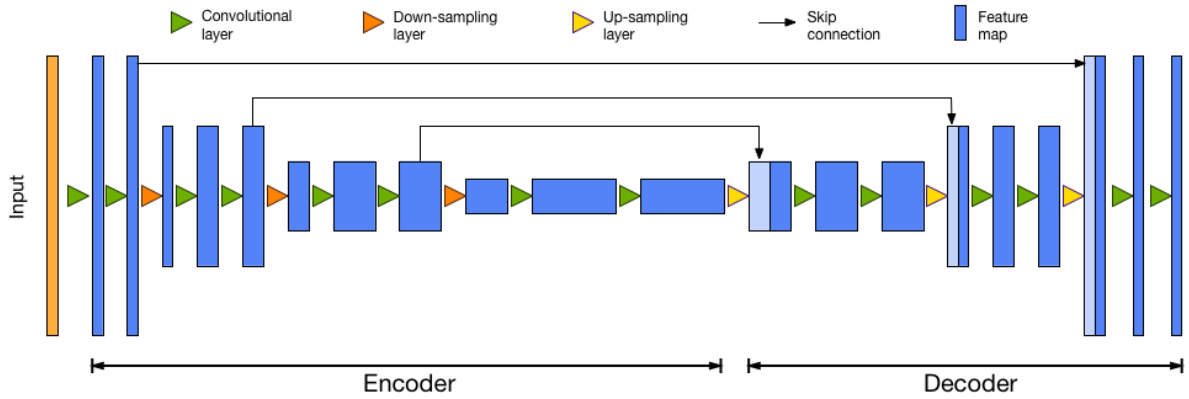 Convolutional
layer
Down-sampling
layer
Up-sampling
layer
Skip
connection
Feature
map
Input
Encoder
Decoder